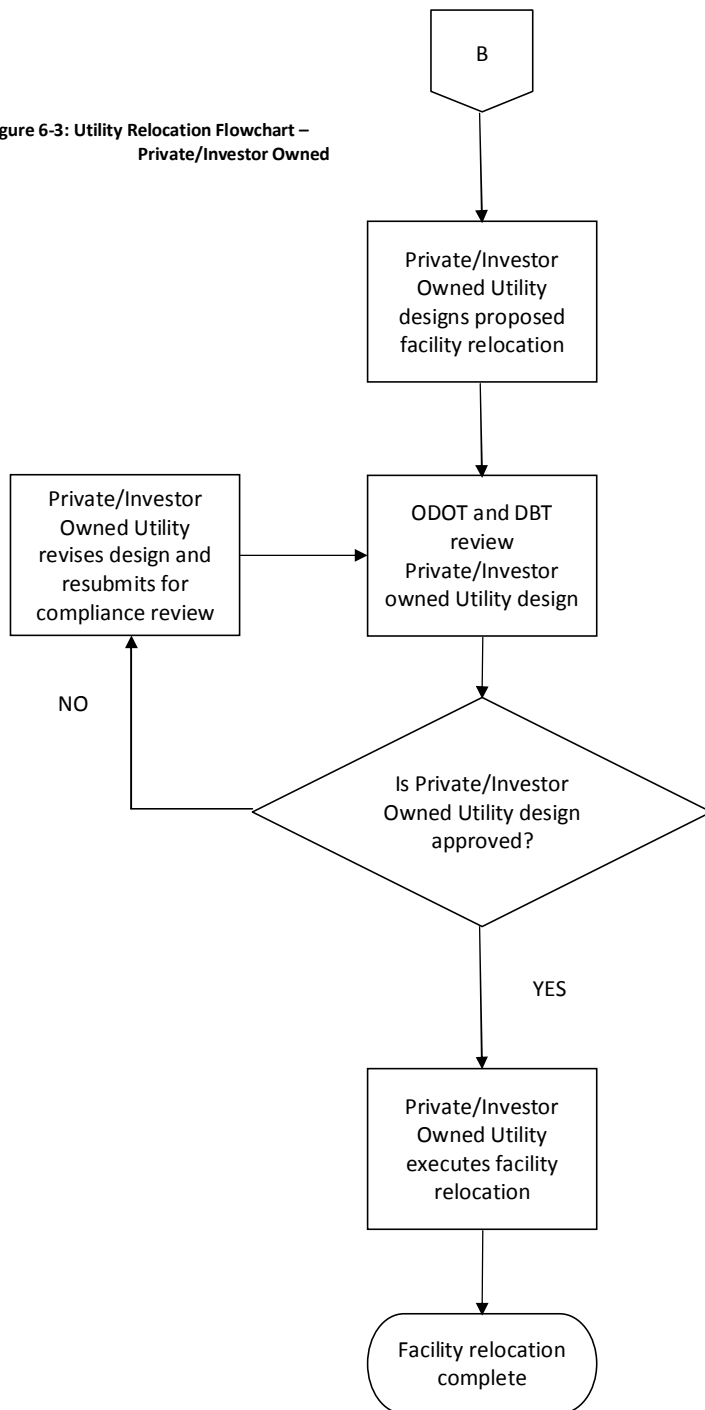 B
gure 6-3: Utility Relocation Flowchart –
Private/Investor Owned
Private/Investor
Owned Utility
designs proposed
facility relocation
Private/Investor
Owned Utility
revises design and
resubmits for
compliance review
ODOT and DBT
review
Private/Investor
owned Utility design
NO
Is Private/Investor
Owned Utility design
approved?
YES
Private/Investor
Owned Utility
executes facility
relocation
Facility relocation
complete